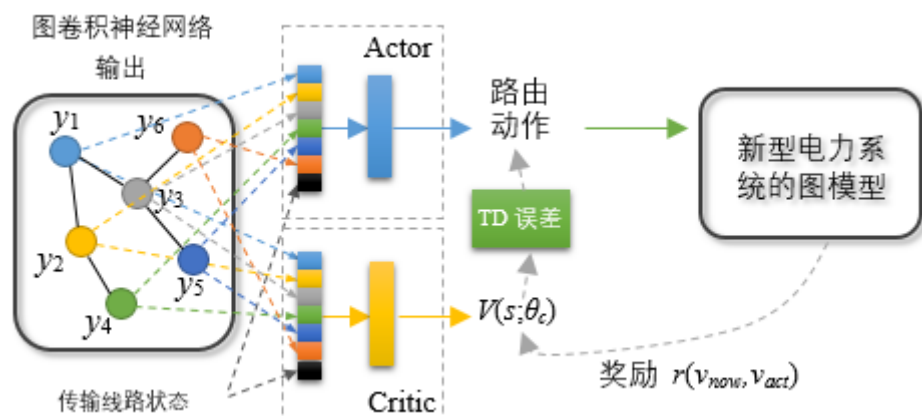 图卷积神经网络
输出
y1
y6
y3
y2
y5
y4
传输线路状态
Actor
Critic
路由
动作
TD 误差
V(s;θc)
新型电力系
统的图模型
奖励 r(vnow,vact)